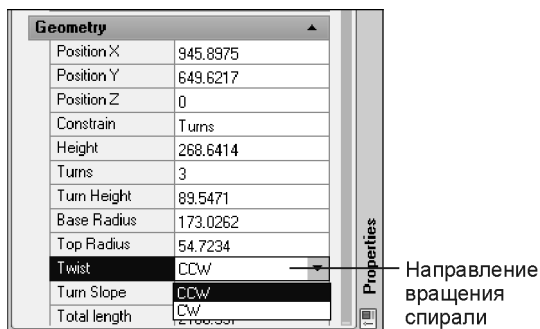 Geometry
Position X 945.8975
Position Y 649.6217
Position Z 0
Constrain Turns
Height 268.6414
Turns 3
Turn Height 89.5471
Base Radius 173.0262
Top Radius 54.7234
Twist CCW
Turn Slope CCW
Total length CW
Properties
Направление
вращения
спирали